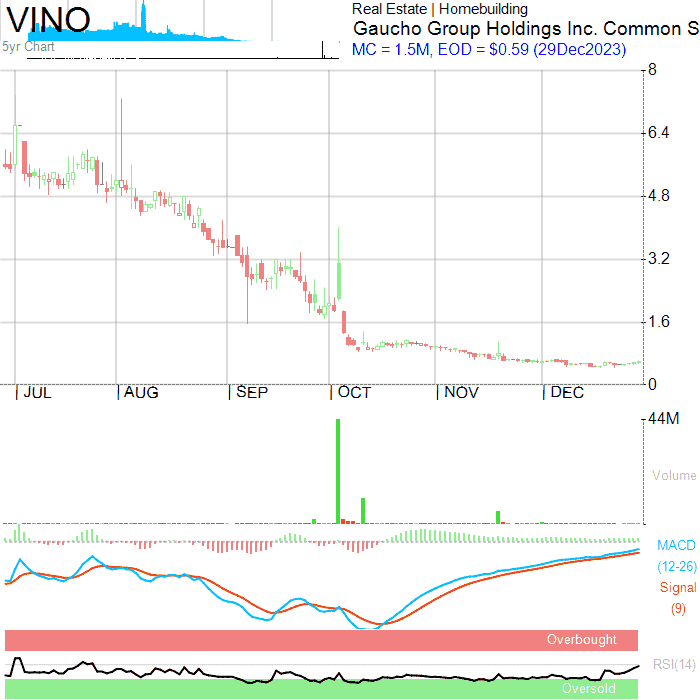 VINO
Real Estate | Homebuilding
Gaucho Group Holdings Inc. Common S
5yr Chart
MC = 1.5M, EOD = $0.59 (29Dec2023)
8
6.4
4.8
3.2
1.6
0
| JUL | AUG | SEP | OCT | NOV | DEC
44M
Volume
MACD
(12-26)
Signal
(9)
Overbought
RSI(14)
Oversold